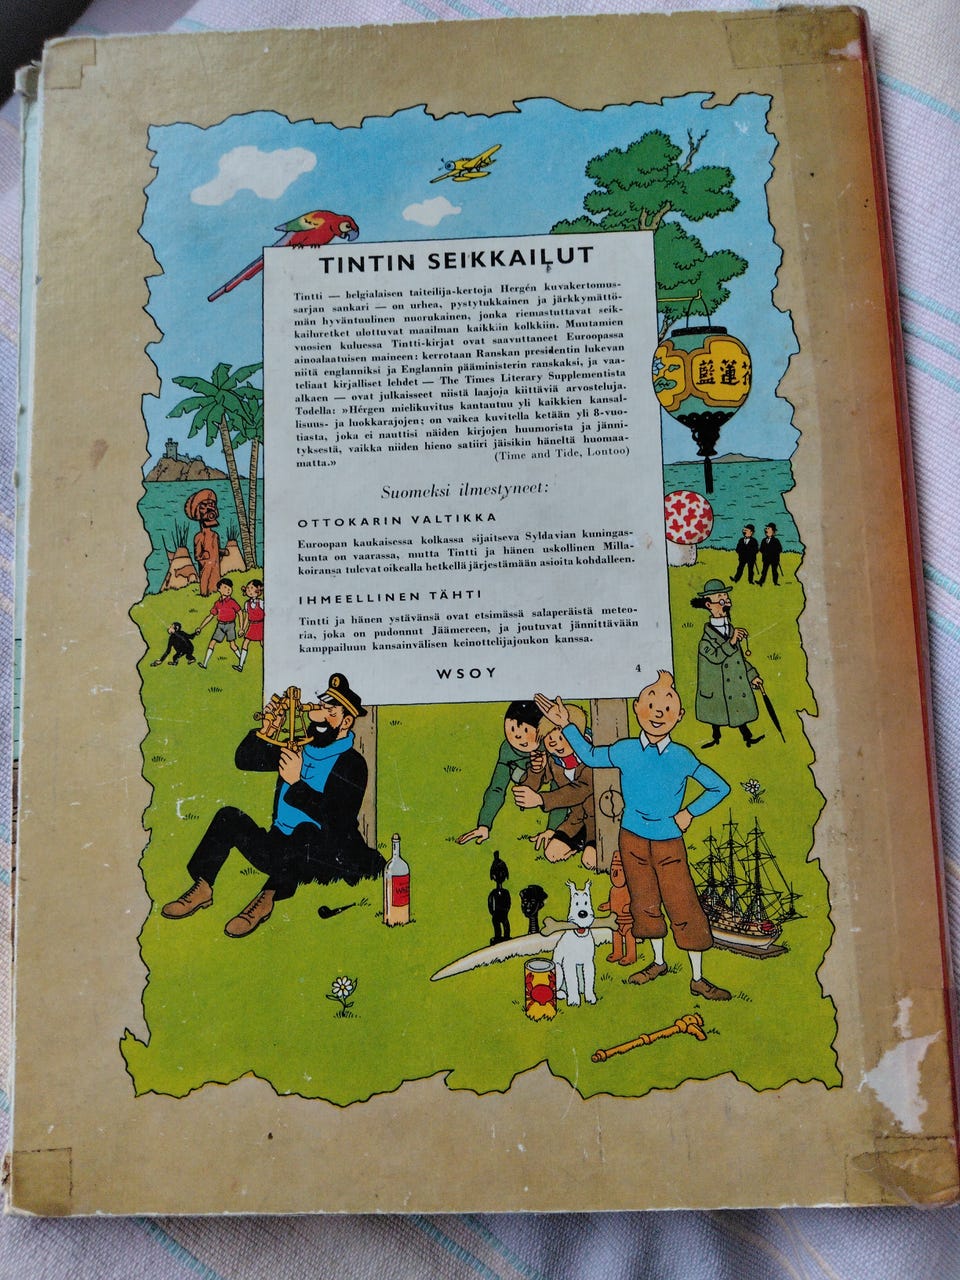 TINTIN SEIKKAILUT
Tintti — belgialaisen taiteilija-kertoja Hergén kuvakertomus-
sarjan sankari — on urhea, pystytukkainen ja järkkymättö-
män hyväntuulinen nuorukainen, jonka riemastuttavat seik-
kailuretket ulottuvat maailman kaikkiin kolkkiin. Muutamien
vuosien kuluessa Tintti-kirjat ovat saavuttaneet Euroopassa
ainoalaatuisen maineen: kerrotaan Ranskan presidentin lukevan
niitä englanniksi ja Englannin pääministerin ranskaksi, ja vaa-
teliaat kirjalliset lehdet — The Times Literary Supplementista
alkaen — ovat julkaisseet niistä laajoja kiittäviä arvosteluja.
Todella: »Hérgen mielikuvitus kantautuu yli kaikkien kansal-
lisuus- ja luokkarajojen; on vaikea kuvitella ketään yli 8-vuo-
tiasta, joka ei nauttisi näiden kirjojen huumorista ja jänni-
tyksestä, vaikka niiden hieno satiiri jäisikin häneltä huomaa-
matta.» (Time and Tide, Lontoo)
Suomeksi ilmestyneet:
OTTOKARIN VALTIKKA
Euroopan kaukaisessa kolkassa sijaitseva Syldavian kuningas-
kunta on vaarassa, mutta Tintti ja hänen uskollinen Milla-
koiransa tulevat oikealla hetkellä järjestämään asioita kohdalleen.
IHMEELLINEN TÄHTI
Tintti ja hänen ystävänsä ovat etsimässä salaperäistä meteo-
ria, joka on pudonnut Jäämereen, ja joutuvat jännittävään
kamppailuun kansainvälisen keinottelijajoukon kanssa.
WSOY 4
藍蓮花